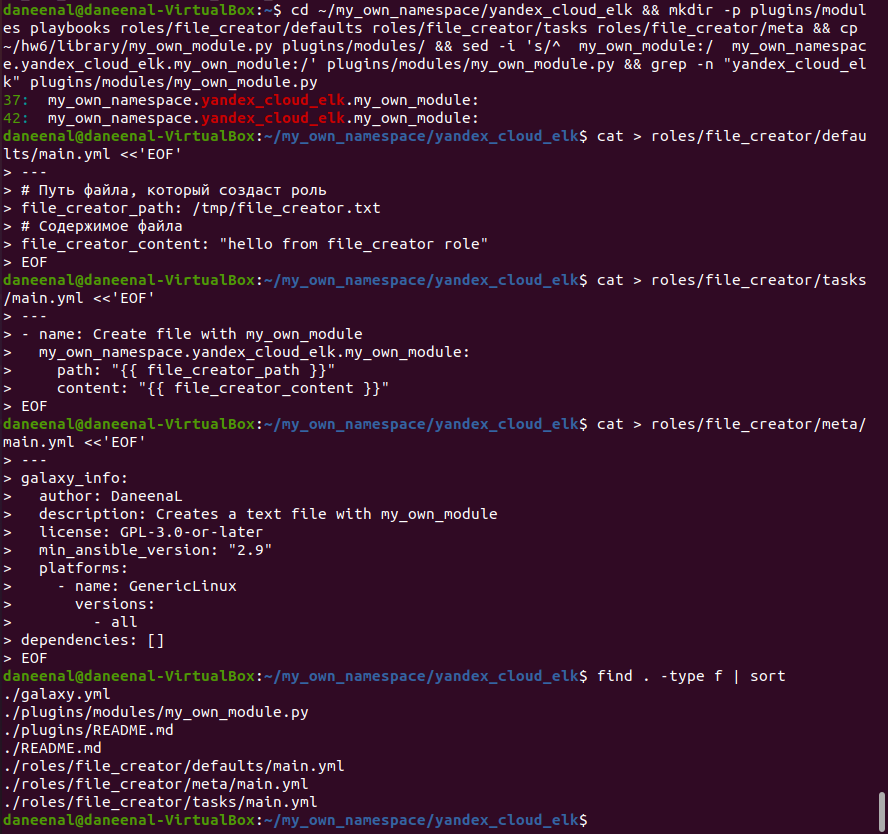 daneenal@daneenal-VirtualBox:~$ cd ~/my_own_namespace/yandex_cloud_elk && mkdir -p plugins/modul
es playbooks roles/file_creator/defaults roles/file_creator/tasks roles/file_creator/meta && cp
~/hw6/library/my_own_module.py plugins/modules/ && sed -i 's/^  my_own_module:/  my_own_namespac
e.yandex_cloud_elk.my_own_module:/' plugins/modules/my_own_module.py && grep -n "yandex_cloud_el
k" plugins/modules/my_own_module.py
37:  my_own_namespace.yandex_cloud_elk.my_own_module:
42:  my_own_namespace.yandex_cloud_elk.my_own_module:
daneenal@daneenal-VirtualBox:~/my_own_namespace/yandex_cloud_elk$ cat > roles/file_creator/defau
lts/main.yml <<'EOF'
> ---
> # Путь файла, который создаст роль
> file_creator_path: /tmp/file_creator.txt
> # Содержимое файла
> file_creator_content: "hello from file_creator role"
> EOF
daneenal@daneenal-VirtualBox:~/my_own_namespace/yandex_cloud_elk$ cat > roles/file_creator/tasks
/main.yml <<'EOF'
> ---
> - name: Create file with my_own_module
>   my_own_namespace.yandex_cloud_elk.my_own_module:
>     path: "{{ file_creator_path }}"
>     content: "{{ file_creator_content }}"
> EOF
daneenal@daneenal-VirtualBox:~/my_own_namespace/yandex_cloud_elk$ cat > roles/file_creator/meta/
main.yml <<'EOF'
> ---
> galaxy_info:
>   author: DaneenaL
>   description: Creates a text file with my_own_module
>   license: GPL-3.0-or-later
>   min_ansible_version: "2.9"
>   platforms:
>     - name: GenericLinux
>       versions:
>         - all
> dependencies: []
> EOF
daneenal@daneenal-VirtualBox:~/my_own_namespace/yandex_cloud_elk$ find . -type f | sort
./galaxy.yml
./plugins/modules/my_own_module.py
./plugins/README.md
./README.md
./roles/file_creator/defaults/main.yml
./roles/file_creator/meta/main.yml
./roles/file_creator/tasks/main.yml
daneenal@daneenal-VirtualBox:~/my_own_namespace/yandex_cloud_elk$